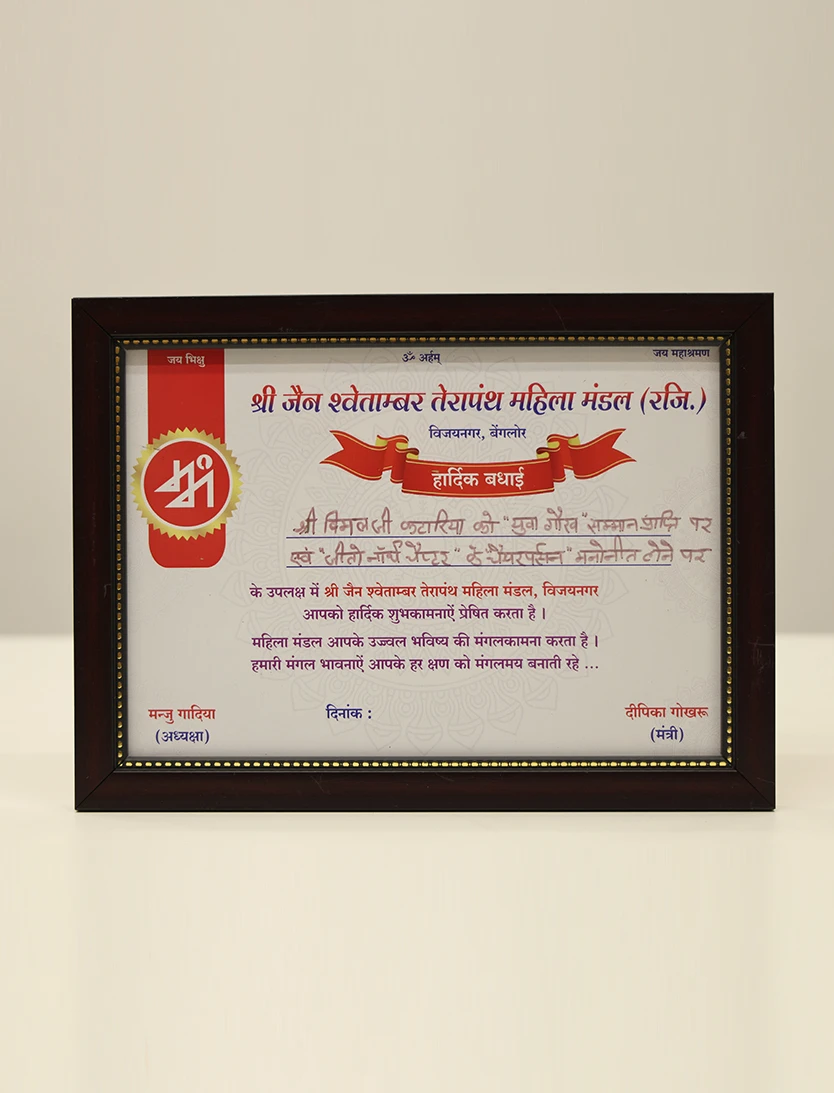 जय भिक्षु
ॐ अर्हम्
जय महाश्रमण
श्री जैन श्वेताम्बर तेरापंथ महिला मंडल (रजि.)
विजयनगर, बेंगलोर
हार्दिक बधाई
श्री
श्री विमल जी कटारिया को "युवा गौरव" सम्मान प्राप्ति पर
एवं "जीतो नॉर्थ चैप्टर" के चैयरपर्सन" मनोनीत होने पर
के उपलक्ष में श्री जैन श्वेताम्बर तेरापंथ महिला मंडल, विजयनगर
आपको हार्दिक शुभकामनाऐं प्रेषित करता है ।
महिला मंडल आपके उज्वल भविष्य की मंगलकामना करता है ।
हमारी मंगल भावनाऐं आपके हर क्षण को मंगलमय बनाती रहे ...
मन्जु गादिया
(अध्यक्षा)
दिनांक :
दीपिका गोखरू
(मंत्री)